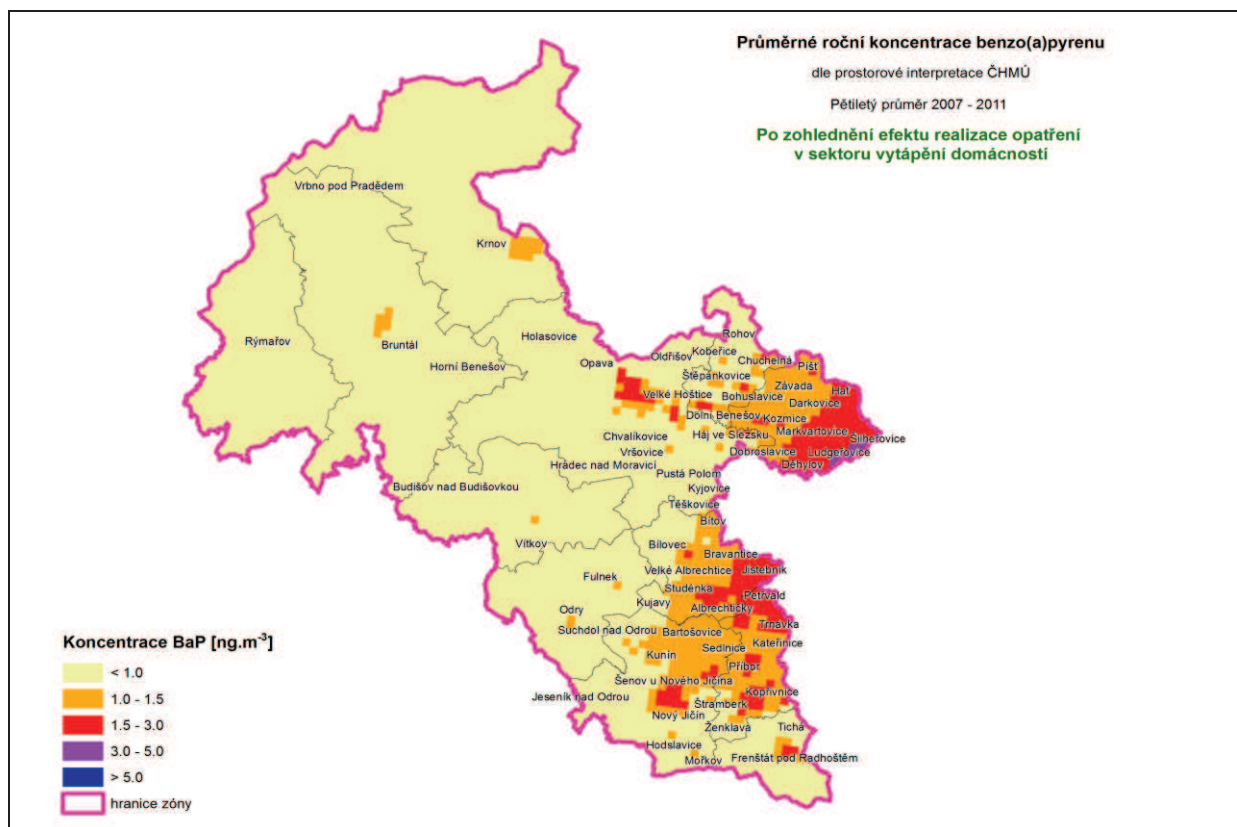 Průměrné roční koncentrace benzo(a)pyrenu
dle prostorové interpretace ČHMÚ
Pětiletý průměr 2007 - 2011
Po zohlednění efektu realizace opatření
v sektoru vytápění domácností
Vrbno pod Pradědem
Krnov
Rýmařov
Bruntál
Horní Benešov
Holasovice
Opava
Oldřišov
Kobeřice
Rohov
Chuchelná
Píšť
Štěpánkovice
Závada
Hať
Velké Hoštice
Bohuslavice
Darkovice
Dolní Benešov
Kozmice
Markvartovice
Šilheřovice
Chvalíkovice
Háj ve Slezsku
Vršovice
Dobroslavice
Ludgeřovice
Děhylov
Hradec nad Moravicí
Pustá Polom
Budišov nad Budišovkou
Kyjovice
Těškovice
Bítov
Vítkov
Bílovec
Bravantice
Velké Albrechtice
Jistebník
Fulnek
Studénka
Petřvald
Kujavy
Albrechtičky
Odry
Trnávka
Suchdol nad Odrou
Bartošovice
Kateřinice
Kunín
Sedlnice
Příbor
Šenov u Nového Jičína
Jeseník nad Odrou
Kopřivnice
Štramberk
Nový Jičín
Ženklava
Tichá
Hodslavice
Mořkov
Frenštát pod Radhoštěm
Koncentrace BaP [ng.m-3]
< 1.0
1.0 - 1.5
1.5 - 3.0
3.0 - 5.0
> 5.0
hranice zóny